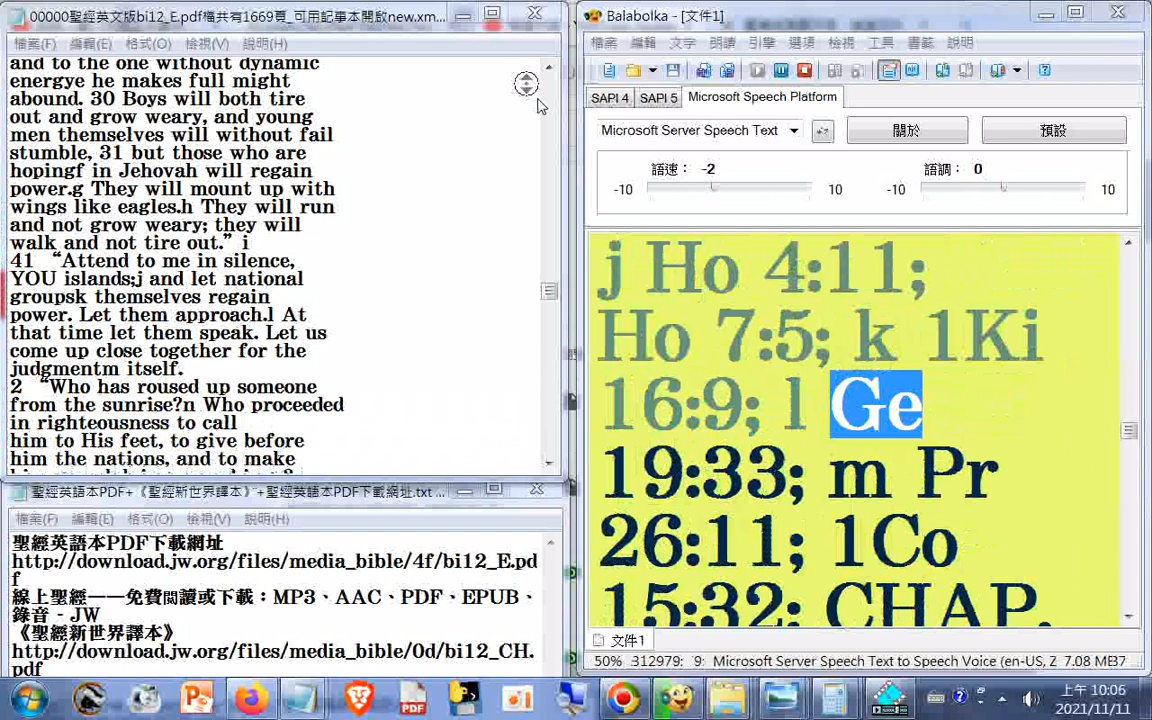 00000聖經英文版bi12_E.pdf檔共有1669頁_可用記事本開啟new.xm...
檔案(F) 編輯(E) 格式(O) 檢視(V) 說明(H)
and to the one without dynamic
energye he makes full might
abound. 30 Boys will both tire
out and grow weary, and young
men themselves will without fail
stumble, 31 but those who are
hopingf in Jehovah will regain
power.g They will mount up with
wings like eagles.h They will run
and not grow weary; they will
walk and not tire out.” i
41 “Attend to me in silence,
YOU islands;j and let national
groupsk themselves regain
power. Let them approach.l At
that time let them speak. Let us
come up close together for the
judgmentm itself.
2 “Who has roused up someone
from the sunrise?n Who proceeded
in righteousness to call
him to His feet, to give before
him the nations, and to make
聖經英語本PDF+《聖經新世界譯本》+聖經英語本PDF下載網址.txt ...
檔案(F) 編輯(E) 格式(O) 檢視(V) 說明(H)
聖經英語本PDF下載網址
http://download.jw.org/files/media_bible/4f/bi12_E.pd
f
線上聖經——免費閱讀或下載：MP3、AAC、PDF、EPUB、
錄音 - JW
《聖經新世界譯本》
http://download.jw.org/files/media_bible/0d/bi12_CH.
pdf
Balabolka - [文件1]
檔案 編輯 文字 朗讀 引擎 選項 檢視 工具 書籤 說明
SAPI 4 SAPI 5 Microsoft Speech Platform
Microsoft Server Speech Text 關於 預設
語速： -2 語調： 0
-10 10 -10 10
j Ho 4:11;
Ho 7:5; k 1Ki
16:9; l Ge
19:33; m Pr
26:11; 1Co
15:32; CHAP.
文件1
50% 312979: 9: Microsoft Server Speech Text to Speech Voice (en-US, Z 7.08 MB37
上午 10:06
2021/11/11